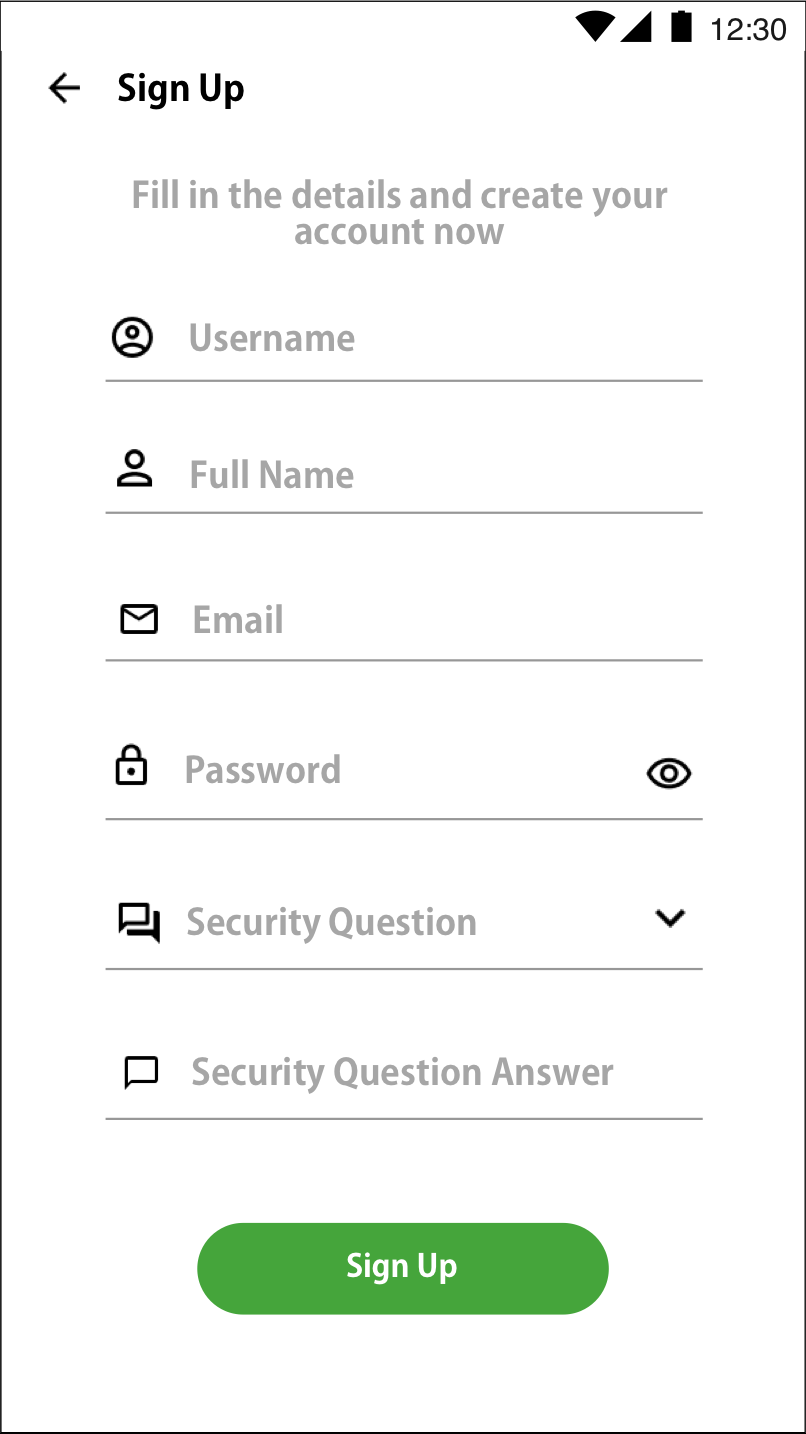 12:30
Sign Up
Fill in the details and create your
account now
Username
Full Name
Email
Password
Security Question
Security Question Answer
Sign Up